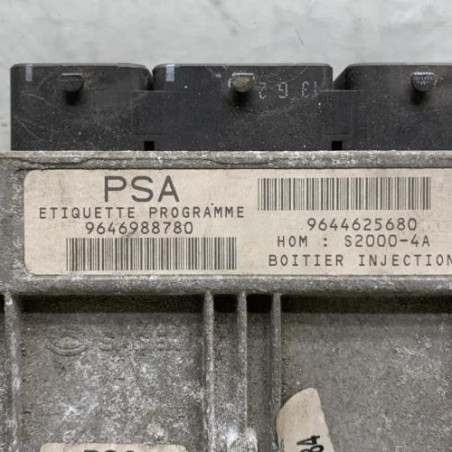 PSA
ETIQUETTE PROGRAMME
9646988780
9644625680
HOM : S2000-4A
BOITIER INJECTION